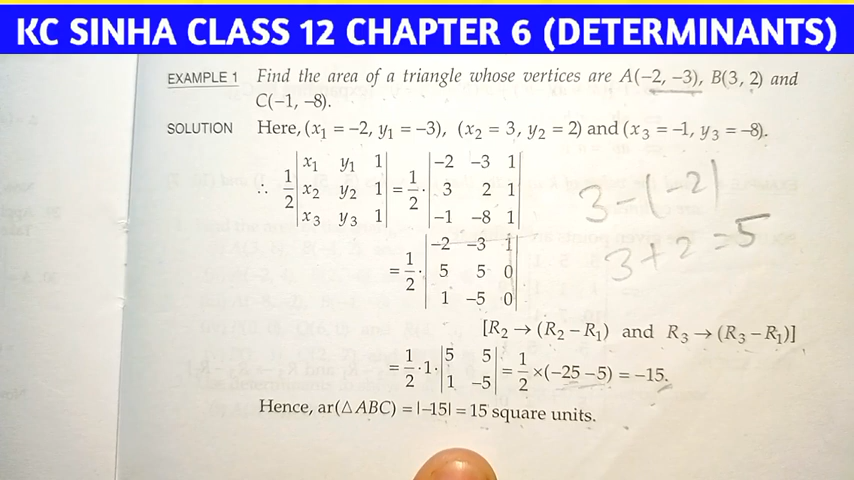 KC SINHA CLASS 12 CHAPTER 6 (DETERMINANTS)
EXAMPLE 1 Find the area of a triangle whose vertices are A(−2, −3), B(3, 2) and
C(−1, −8).
SOLUTION Here, (x₁ = −2, y₁ = −3), (x₂ = 3, y₂ = 2) and (x₃ = −1, y₃ = −8).
∴ 1/2 |x₁ y₁ 1; x₂ y₂ 1; x₃ y₃ 1| = 1/2 · |−2 −3 1; 3 2 1; −1 −8 1|
3 − (−2)
= 1/2 · |−2 −3 1; 5 5 0; 1 −5 0|
3 + 2 = 5
[R₂ → (R₂ − R₁) and R₃ → (R₃ − R₁)]
= 1/2 · 1 · |5 5; 1 −5| = 1/2 × (−25 − 5) = −15.
Hence, ar(△ABC) = |−15| = 15 square units.